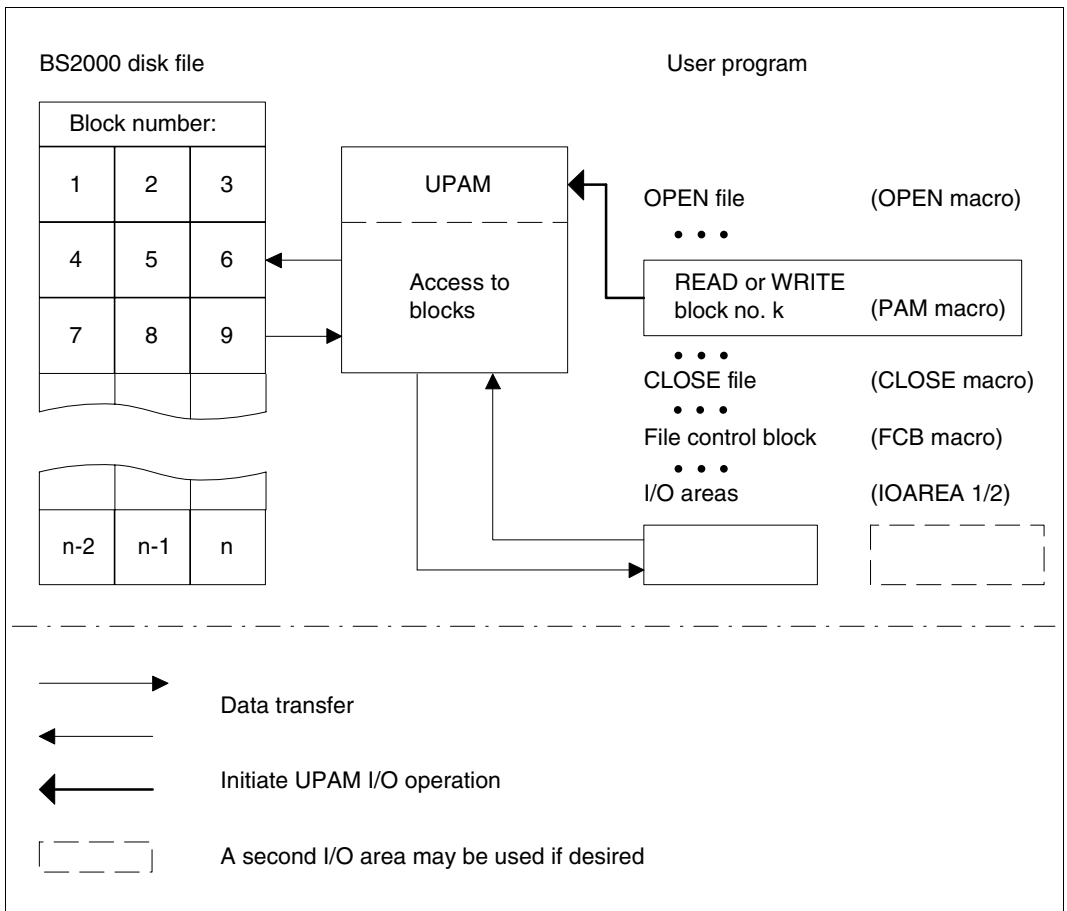 BS2000 disk file
User program
Block number:
1 2 3
4 5 6
7 8 9
n-2 n-1 n
UPAM
Access to
blocks
OPEN file (OPEN macro)
• • •
READ or WRITE
block no. k (PAM macro)
• • •
CLOSE file (CLOSE macro)
• • •
File control block (FCB macro)
• • •
I/O areas (IOAREA 1/2)
Data transfer
Initiate UPAM I/O operation
A second I/O area may be used if desired